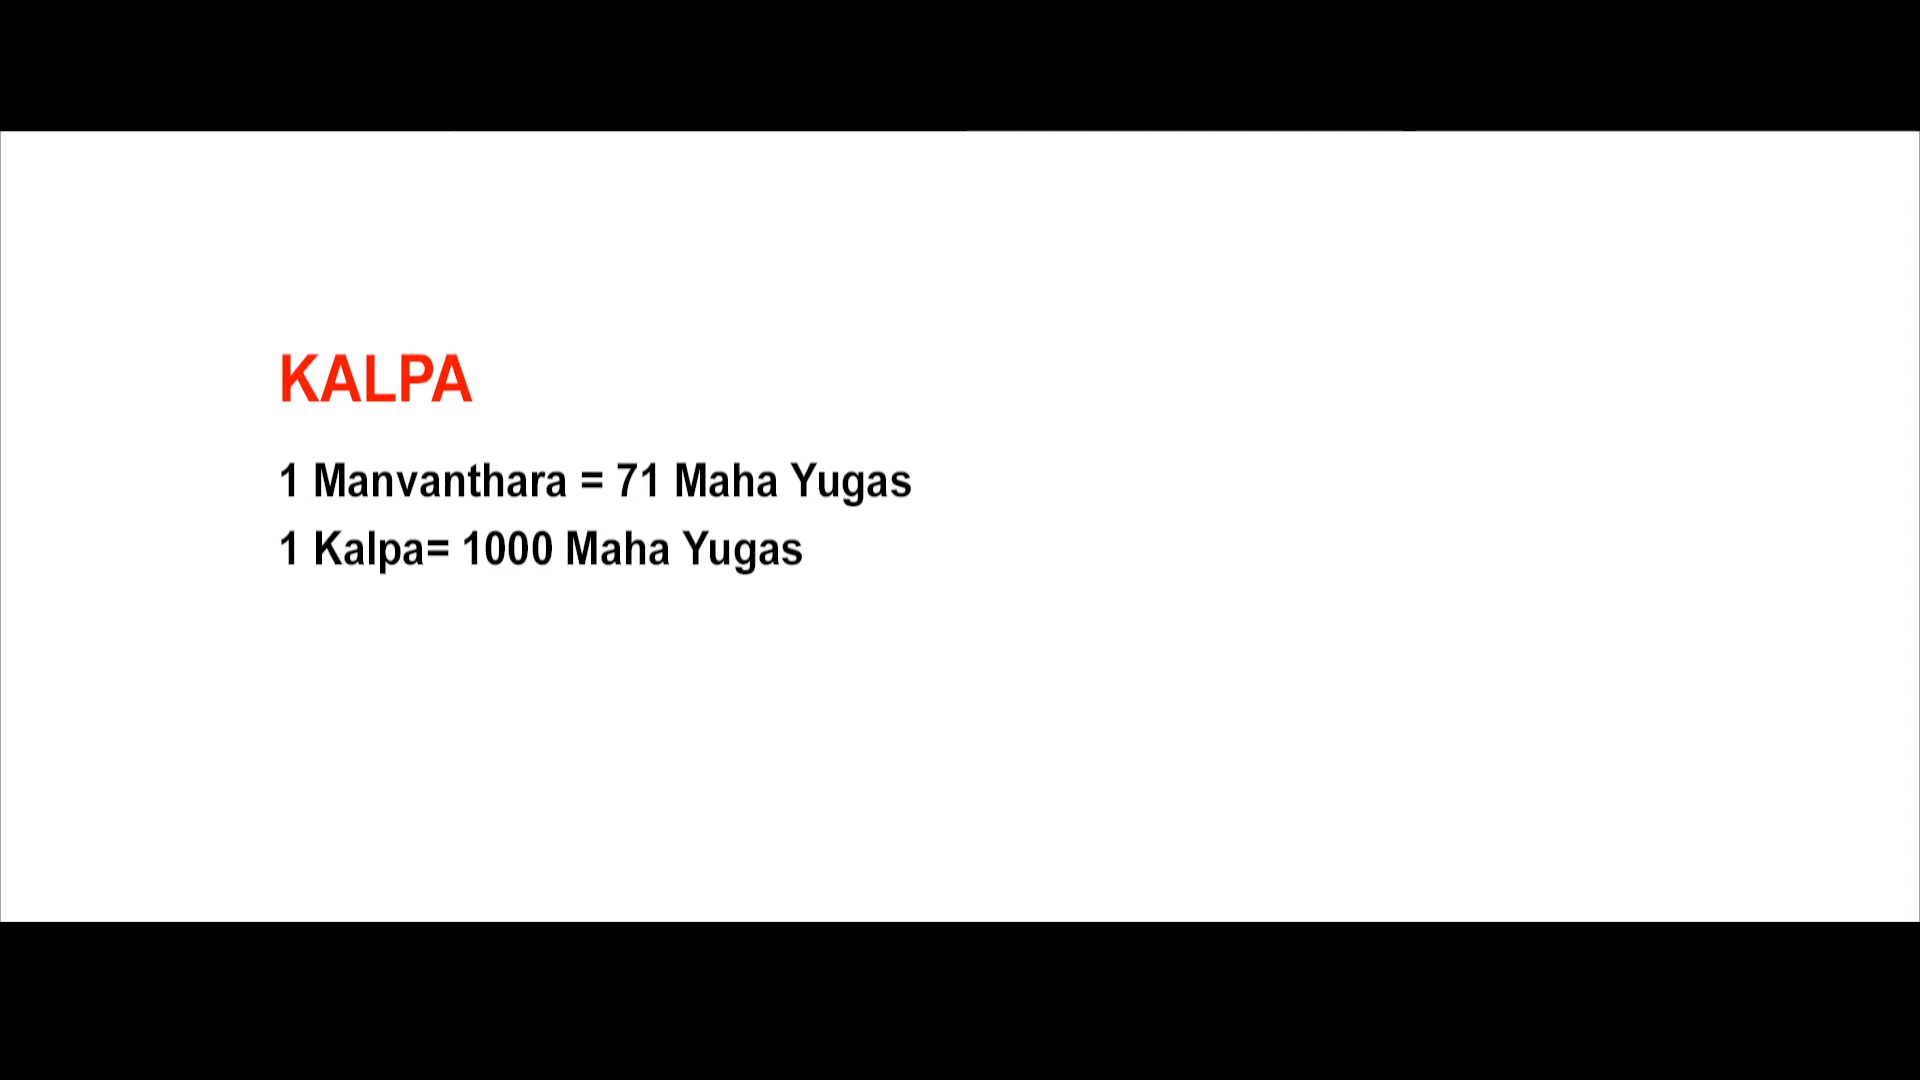 KALPA
1 Manvanthara = 71 Maha Yugas
1 Kalpa= 1000 Maha Yugas